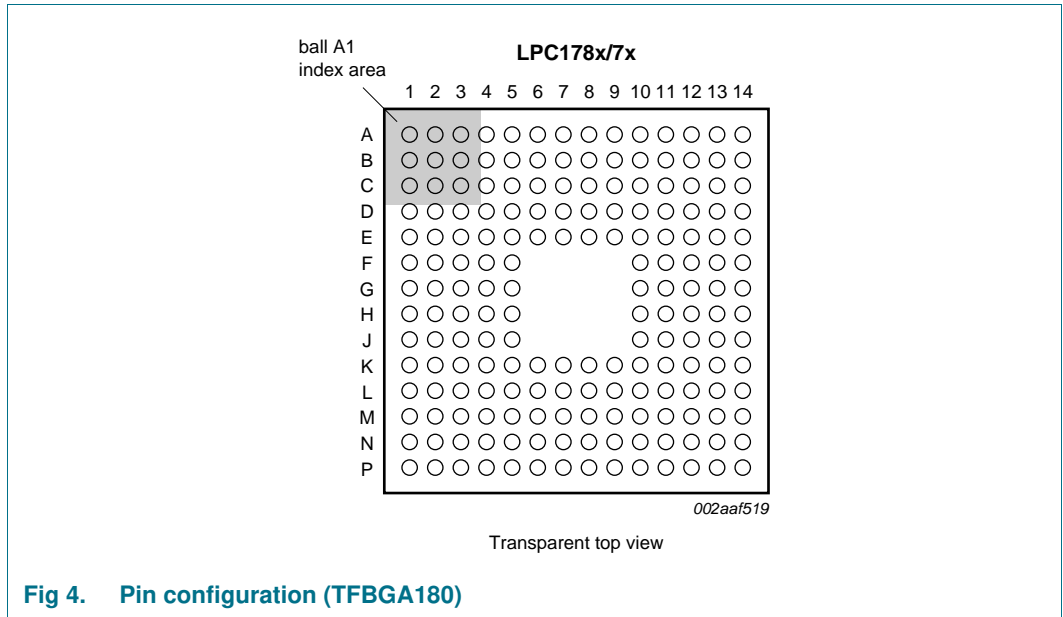 ball A1
index area
LPC178x/7x
1 2 3 4 5 6 7 8 9 10 11 12 13 14
A
B
C
D
E
F
G
H
J
K
L
M
N
P
002aaf519
Transparent top view
Fig 4. Pin configuration (TFBGA180)